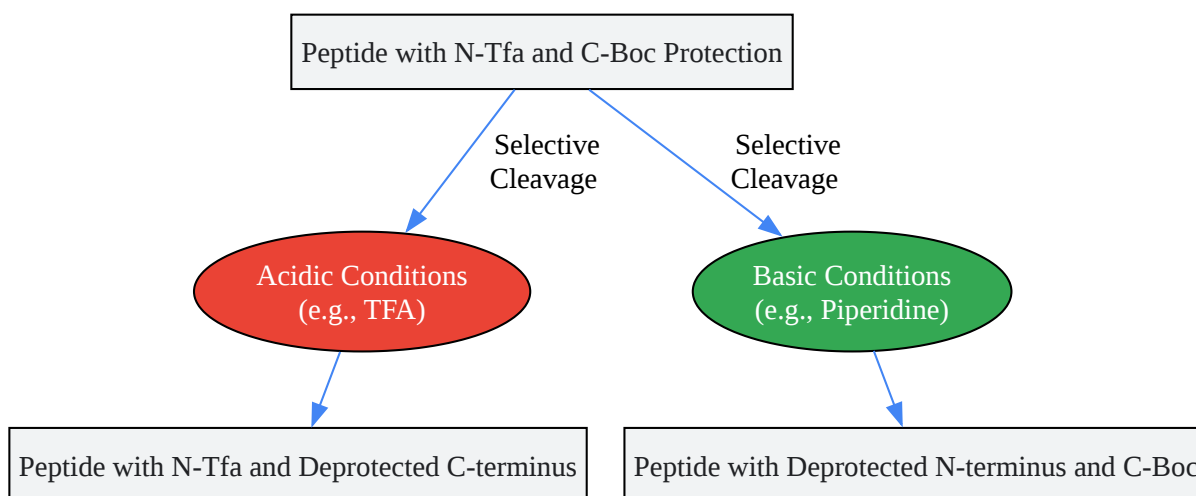 Peptide with N-Tfa and C-Boc Protection
Selective
Cleavage
Selective
Cleavage
Acidic Conditions
(e.g., TFA)
Basic Conditions
(e.g., Piperidine)
Peptide with N-Tfa and Deprotected C-terminus
Peptide with Deprotected N-terminus and C-Boc